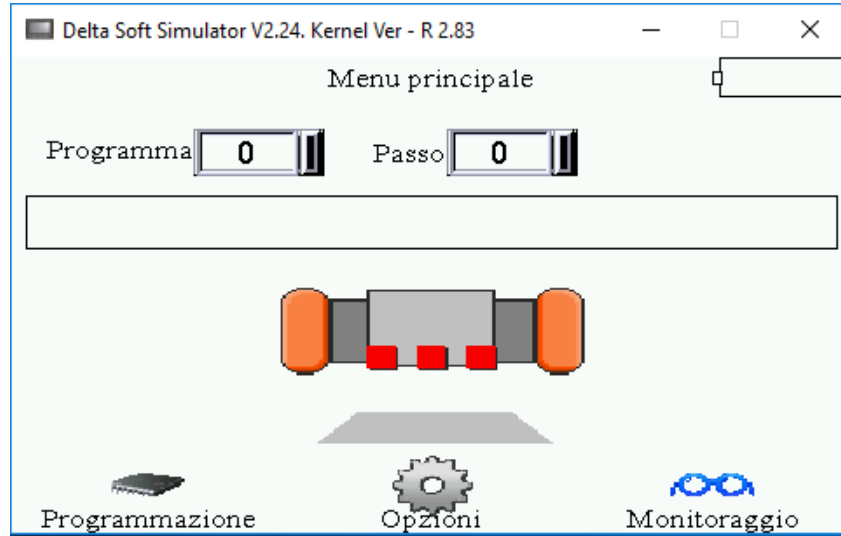 Delta Soft Simulator V2.24. Kernel Ver - R 2.83
Menu principale
Programma 0 Passo 0
Programmazione Opzioni Monitoraggio